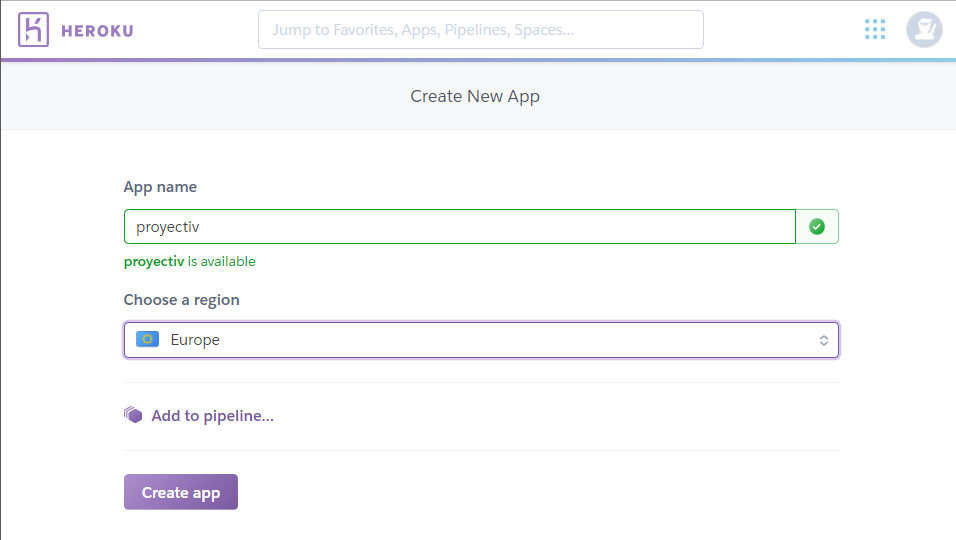 HEROKU
Jump to Favorites, Apps, Pipelines, Spaces...
Create New App
App name
proyectiv
proyectiv is available
Choose a region
Europe
Add to pipeline...
Create app